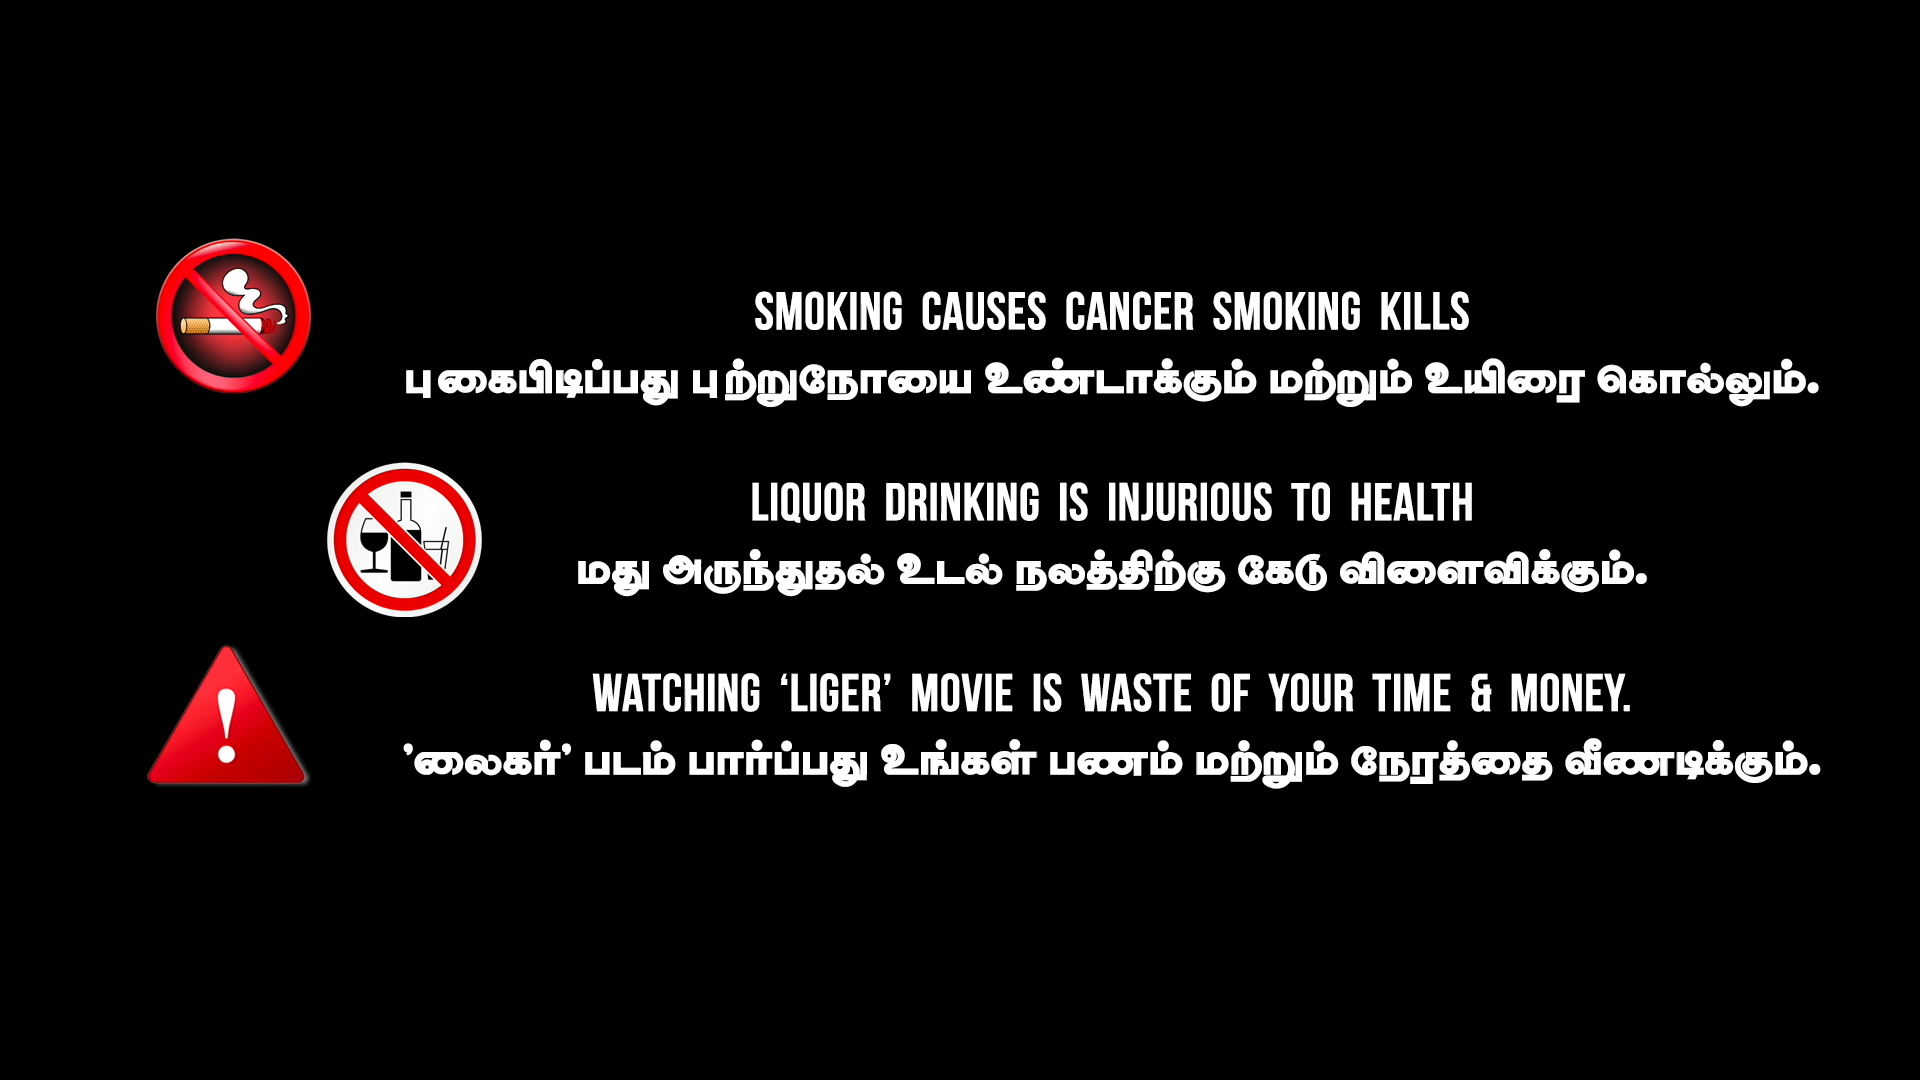 SMOKING CAUSES CANCER SMOKING KILLS
புகைபிடிப்பது புற்றுநோயை உண்டாக்கும் மற்றும் உயிரை கொல்லும்.
LIQUOR DRINKING IS INJURIOUS TO HEALTH
மது அருந்துதல் உடல் நலத்திற்கு கேடு விளைவிக்கும்.
WATCHING ‘LIGER’ MOVIE IS WASTE OF YOUR TIME & MONEY.
’லைகர்’ படம் பார்ப்பது உங்கள் பணம் மற்றும் நேரத்தை வீணடிக்கும்.